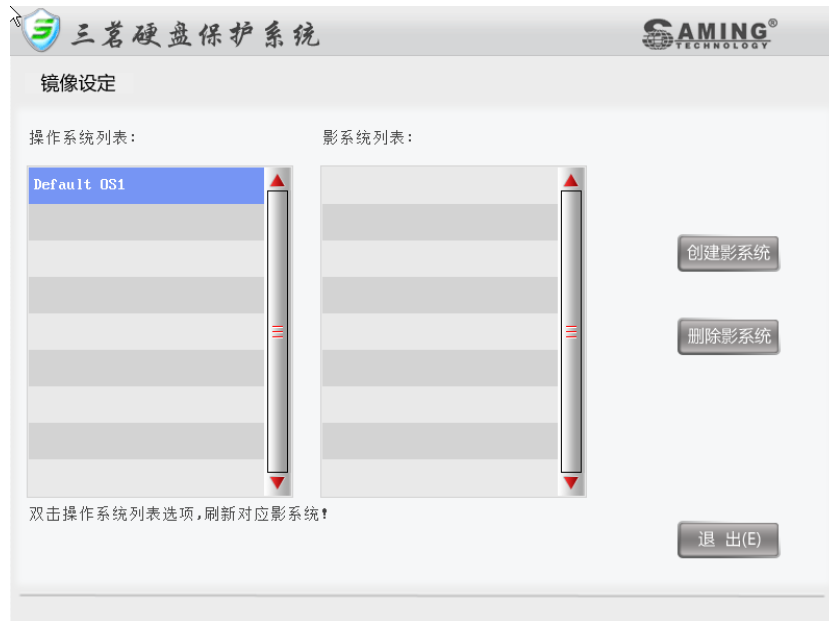 三茗硬盘保护系统
SAMING®
TECHNOLOGY
镜像设定
操作系统列表:
影系统列表:
Default OS1
创建影系统
删除影系统
双击操作系统列表选项,刷新对应影系统!
退 出(E)